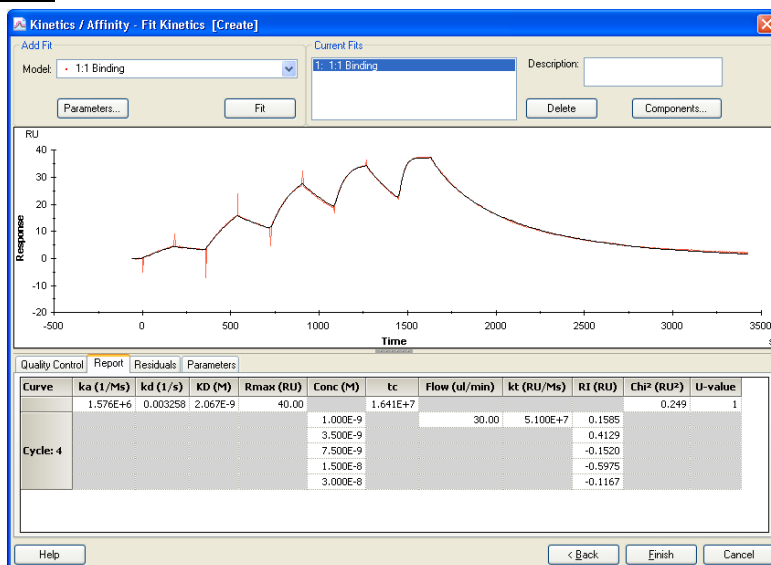 Kinetics / Affinity - Fit Kinetics [Create]
Add Fit
Model: 1:1 Binding
Parameters...
Fit
Current Fits
1: 1:1 Binding
Description:
Delete
Components...
RU
40
30
20
10
0
-10
-20
Response
-500 0 500 1000 1500 2000 2500 3000 3500
Time
s
Quality Control Report Residuals Parameters
Curve ka (1/Ms) kd (1/s) KD (M) Rmax (RU) Conc (M) tc Flow (ul/min) kt (RU/Ms) RI (RU) Chi² (RU²) U-value
1.576E+6 0.003258 2.067E-9 40.00 1.641E+7 0.249 1
Cycle: 4
1.000E-9 30.00 5.100E+7 0.1585
3.500E-9 0.4129
7.500E-9 -0.1520
1.500E-8 -0.5975
3.000E-8 -0.1167
Help
< Back
Finish
Cancel